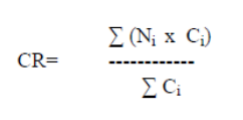 ∑ (Nᵢ x Cᵢ)
CR= ------------
∑ Cᵢ